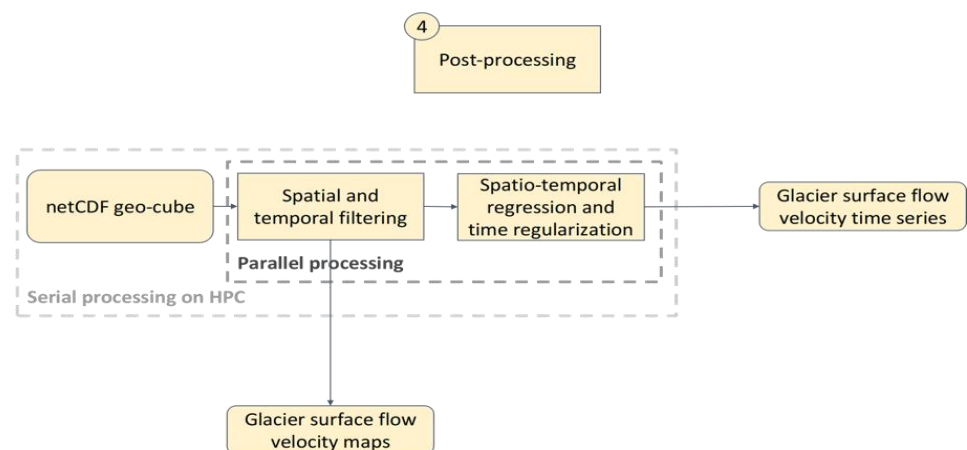 4
Post-processing
netCDF geo-cube
Spatial and
temporal filtering
Spatio-temporal
regression and
time regularization
Glacier surface flow
velocity time series
Parallel processing
Serial processing on HPC
Glacier surface flow
velocity maps